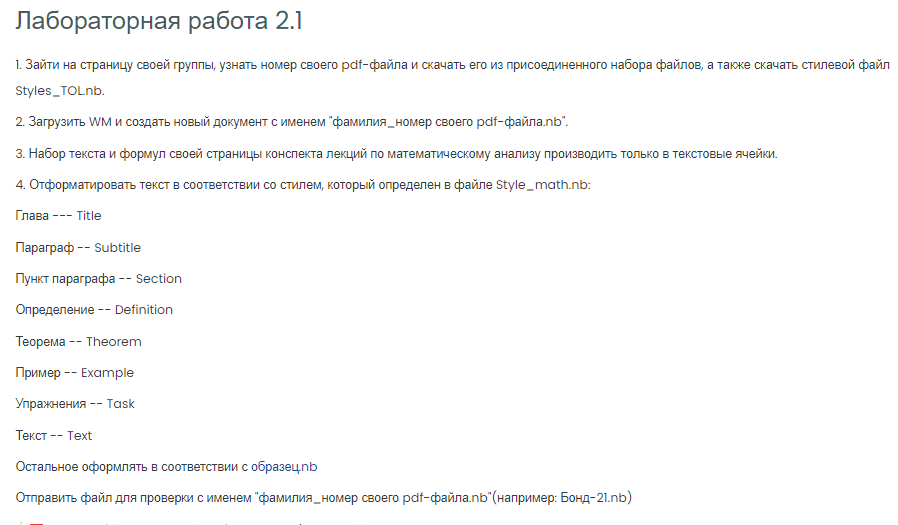 Лабораторная работа 2.1
1. Зайти на страницу своей группы, узнать номер своего pdf-файла и скачать его из присоединенного набора файлов, а также скачать стилевой файл
Styles_TOL.nb.
2. Загрузить WM и создать новый документ с именем "фамилия_номер своего pdf-файла.nb".
3. Набор текста и формул своей страницы конспекта лекций по математическому анализу производить только в текстовые ячейки.
4. Отформатировать текст в соответствии со стилем, который определен в файле Style_math.nb:
Глава --- Title
Параграф -- Subtitle
Пункт параграфа -- Section
Определение -- Definition
Теорема -- Theorem
Пример -- Example
Упражнения -- Task
Текст -- Text
Остальное оформлять в соответствии с образец.nb
Отправить файл для проверки с именем "фамилия_номер своего pdf-файла.nb"(например: Бонд-21.nb)